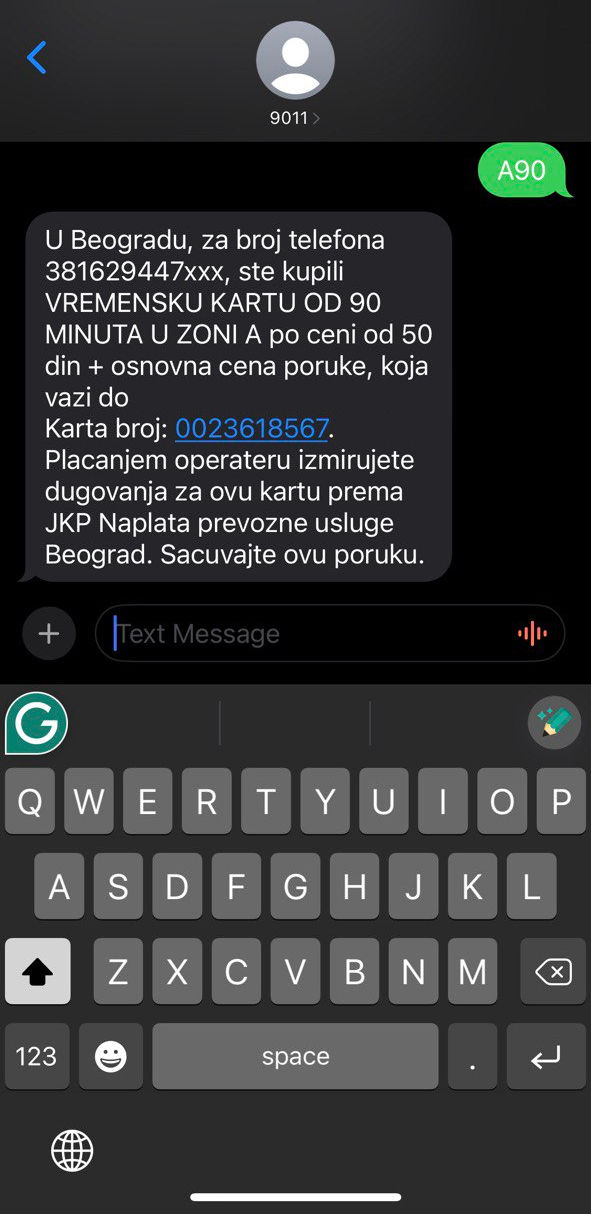 9011
A90
U Beogradu, za broj telefona
381629447xxx, ste kupili
VREMENSKU KARTU OD 90
MINUTA U ZONI A po ceni od 50
din + osnovna cena poruke, koja
vazi do
Karta broj: 0023618567.
Placanjem operateru izmirujete
dugovanja za ovu kartu prema
JKP Naplata prevozne usluge
Beograd. Sacuvajte ovu poruku.
Text Message
Q W E R T Y U I O P
A S D F G H J K L
Z X C V B N M
123 space .